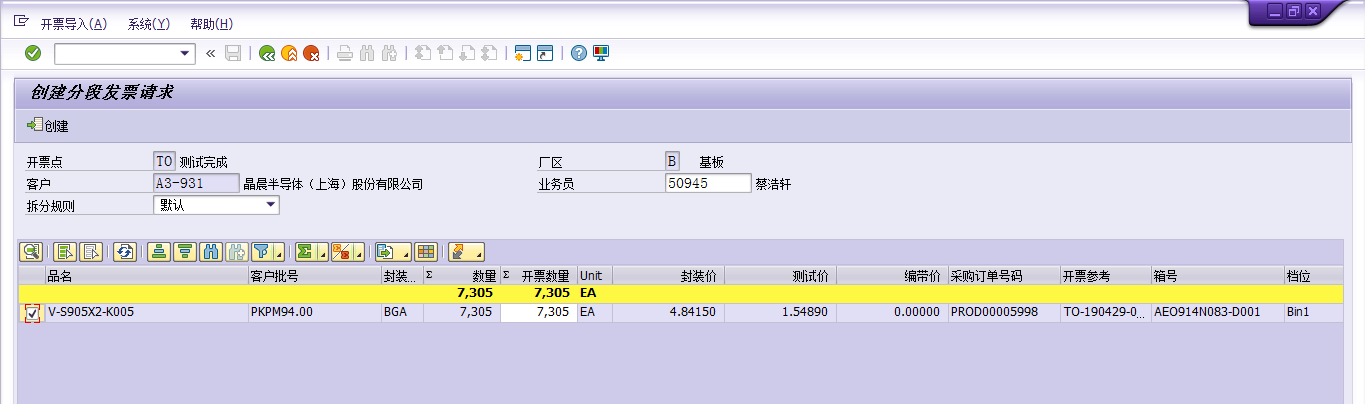 开票导入(A) 系统(Y) 帮助(H)
创建分段发票请求
创建
开票点 TO 测试完成 厂区 B 基板
客户 A3-931 晶晨半导体（上海）股份有限公司 业务员 50945 蔡浩轩
拆分规则 默认
品名 客户批号 封装... Σ 数量 Σ 开票数量 Unit 封装价 测试价 编带价 采购订单号码 开票参考 箱号 档位
7,305 7,305 EA
V-S905X2-K005 PKPM94.00 BGA 7,305 7,305 EA 4.84150 1.54890 0.00000 PROD00005998 TO-190429-0... AEO914N083-D001 Bin1